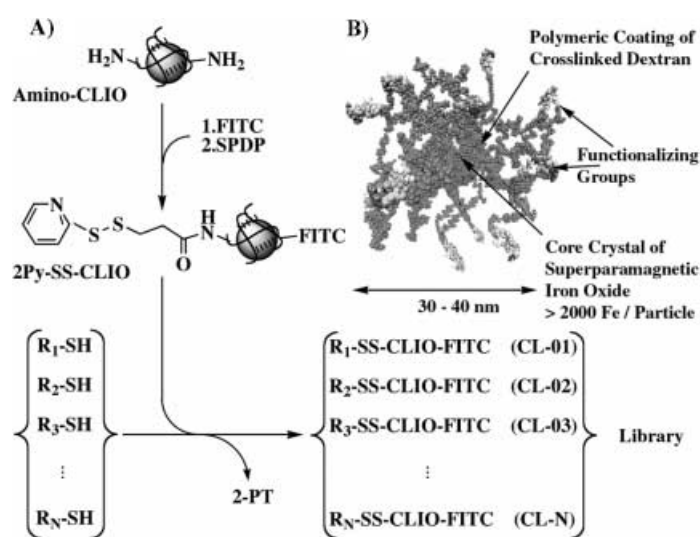 A)
H₂N
NH₂
Amino-CLIO
1.FITC
2.SPDP
N
S
S
O
H
N
FITC
2Py-SS-CLIO
B)
Polymeric Coating of
Crosslinked Dextran
Functionalizing
Groups
Core Crystal of
Superparamagnetic
Iron Oxide
> 2000 Fe / Particle
30 - 40 nm
R₁-SH
R₂-SH
R₃-SH
...
R_N-SH
2-PT
R₁-SS-CLIO-FITC (CL-01)
R₂-SS-CLIO-FITC (CL-02)
R₃-SS-CLIO-FITC (CL-03)
...
R_N-SS-CLIO-FITC (CL-N)
Library